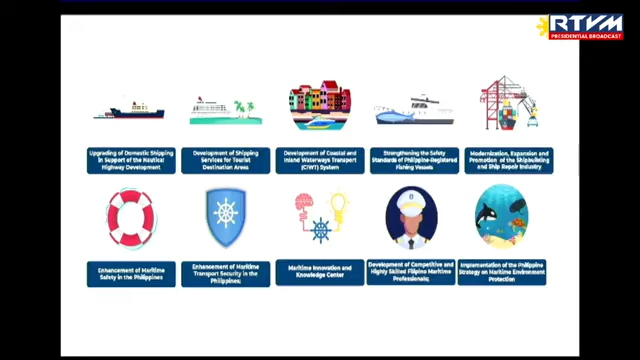 RTVM
PRESIDENTIAL BROADCAST
Upgrading of Domestic Shipping
in Support of the Nautical
Highway Development
Development of Shipping
Services for Tourist
Destination Areas
Development of Coastal and
Inland Waterways Transport
(CIWT) System
Strengthening the Safety
Standards of Philippine-Registered
Fishing Vessels
Modernization, Expansion and
Promotion of the Shipbuilding
and Ship Repair Industry
Enhancement of Maritime
Safety in the Philippines
Enhancement of Maritime
Transport Security in the
Philippines;
Maritime Innovation and
Knowledge Center
Development of Competitive and
Highly Skilled Filipino Maritime
Professionals;
Implementation of the Philippine
Strategy on Maritime Environment
Protection